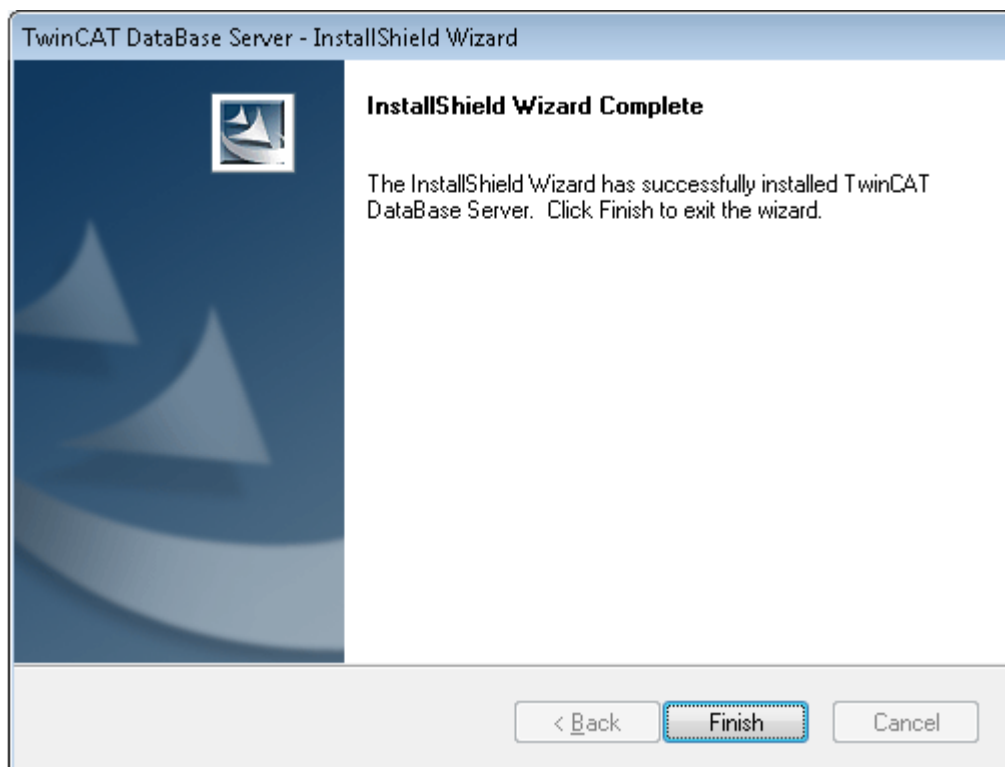 TwinCAT DataBase Server - InstallShield Wizard
InstallShield Wizard Complete
The InstallShield Wizard has successfully installed TwinCAT
DataBase Server.  Click Finish to exit the wizard.
< Back
Finish
Cancel